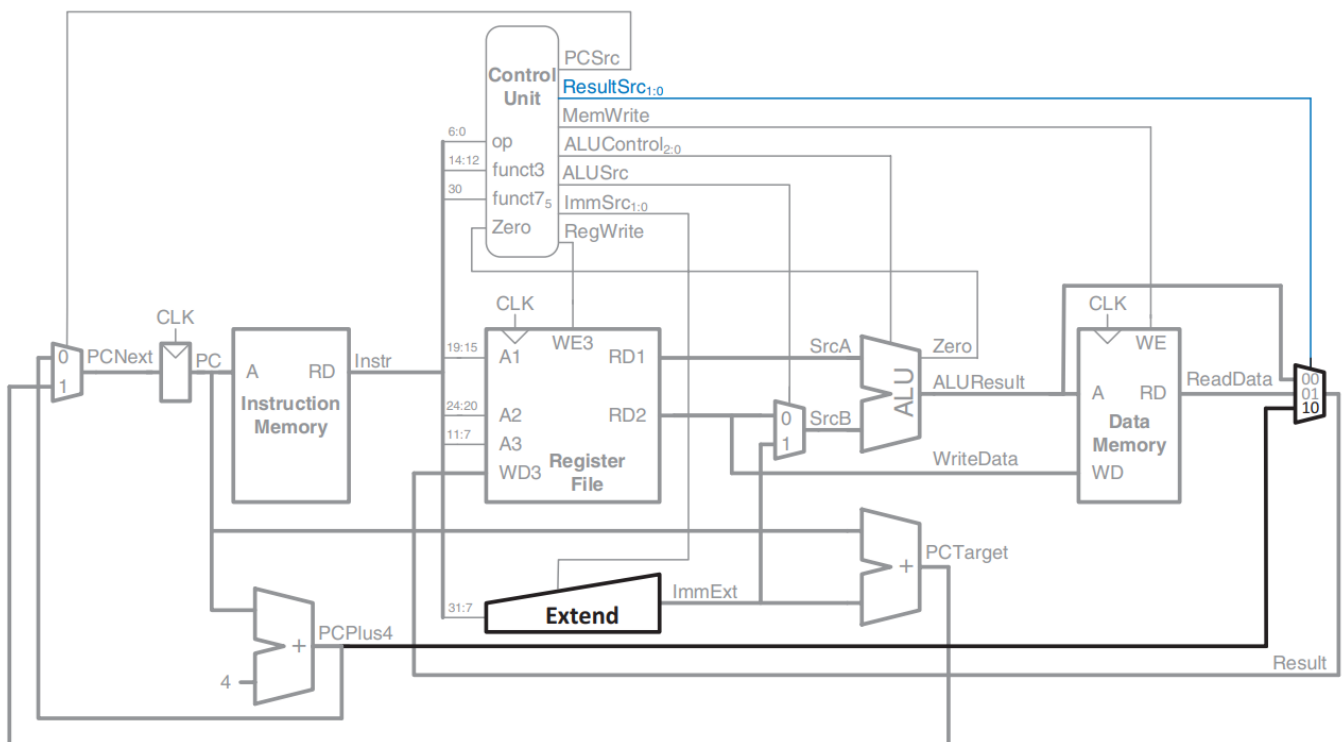 PCSrc
Control
Unit
ResultSrc1:0
MemWrite
6:0
op
ALUControl2:0
14:12
funct3
ALUSrc
30
funct75
ImmSrc1:0
Zero
RegWrite
CLK
CLK
CLK
0
1
PCNext
PC
A
RD
Instruction
Memory
Instr
19:15
A1
WE3
RD1
SrcA
Zero
WE
24:20
A2
RD2
0
1
SrcB
ALU
ALUResult
A
RD
ReadData
00
01
10
11:7
A3
Data
Memory
WD3
Register
File
WriteData
WD
PCTarget
+
31:7
Extend
ImmExt
PCPlus4
+
4
Result